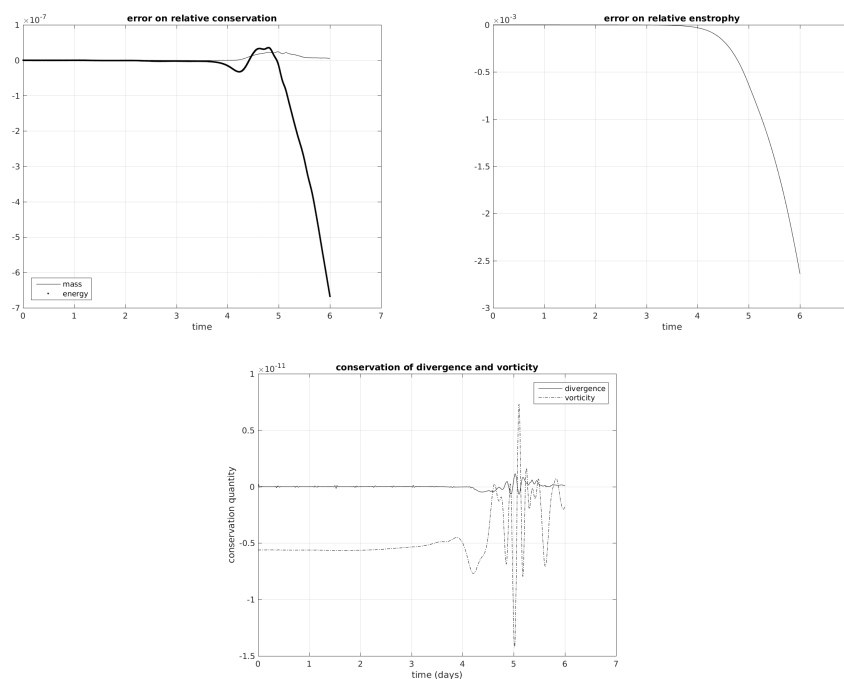 error on relative conservation
×10⁻⁷
1
0
-1
-2
-3
-4
-5
-6
-7
0 1 2 3 4 5 6 7
time
mass
energy
error on relative enstrophy
×10⁻³
0
-0.5
-1
-1.5
-2
-2.5
-3
0 1 2 3 4 5 6
time
conservation of divergence and vorticity
×10⁻¹¹
1
0.5
0
-0.5
-1
-1.5
0 1 2 3 4 5 6 7
conservation quantity
time (days)
divergence
vorticity